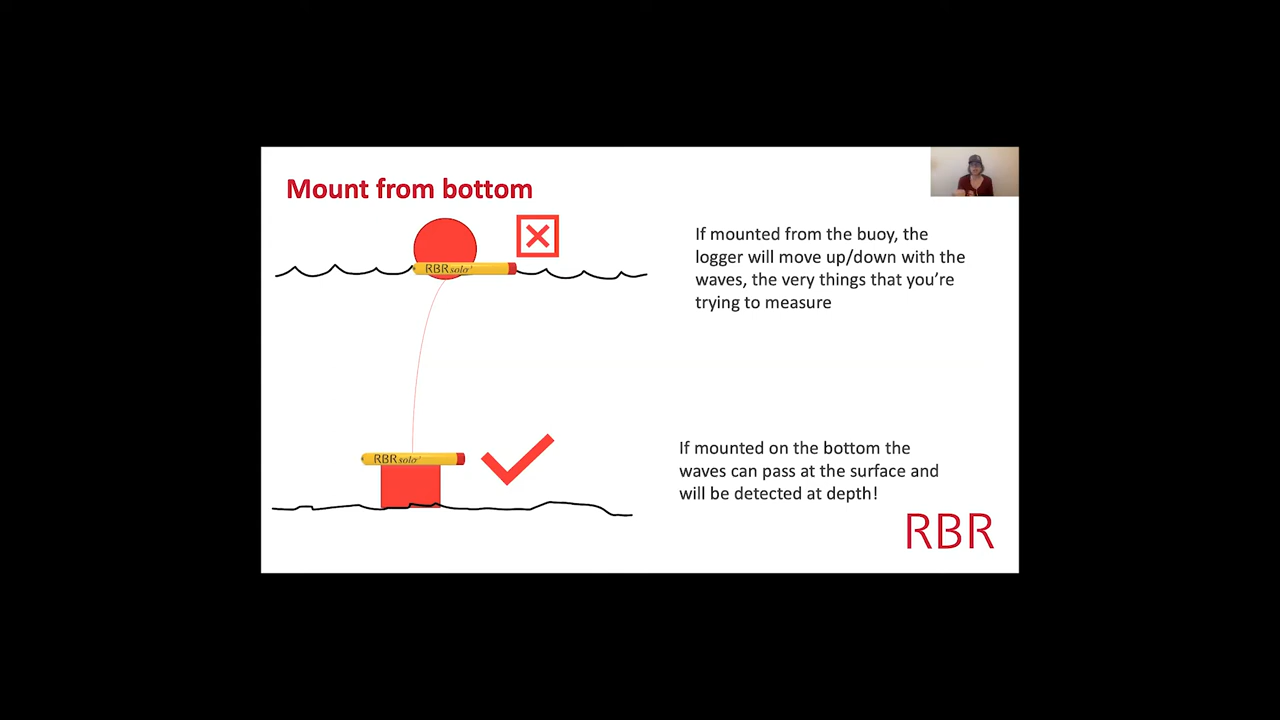 Mount from bottom
RBRsolo³
If mounted from the buoy, the
logger will move up/down with the
waves, the very things that you're
trying to measure
RBRsolo³
If mounted on the bottom the
waves can pass at the surface and
will be detected at depth!
RBR